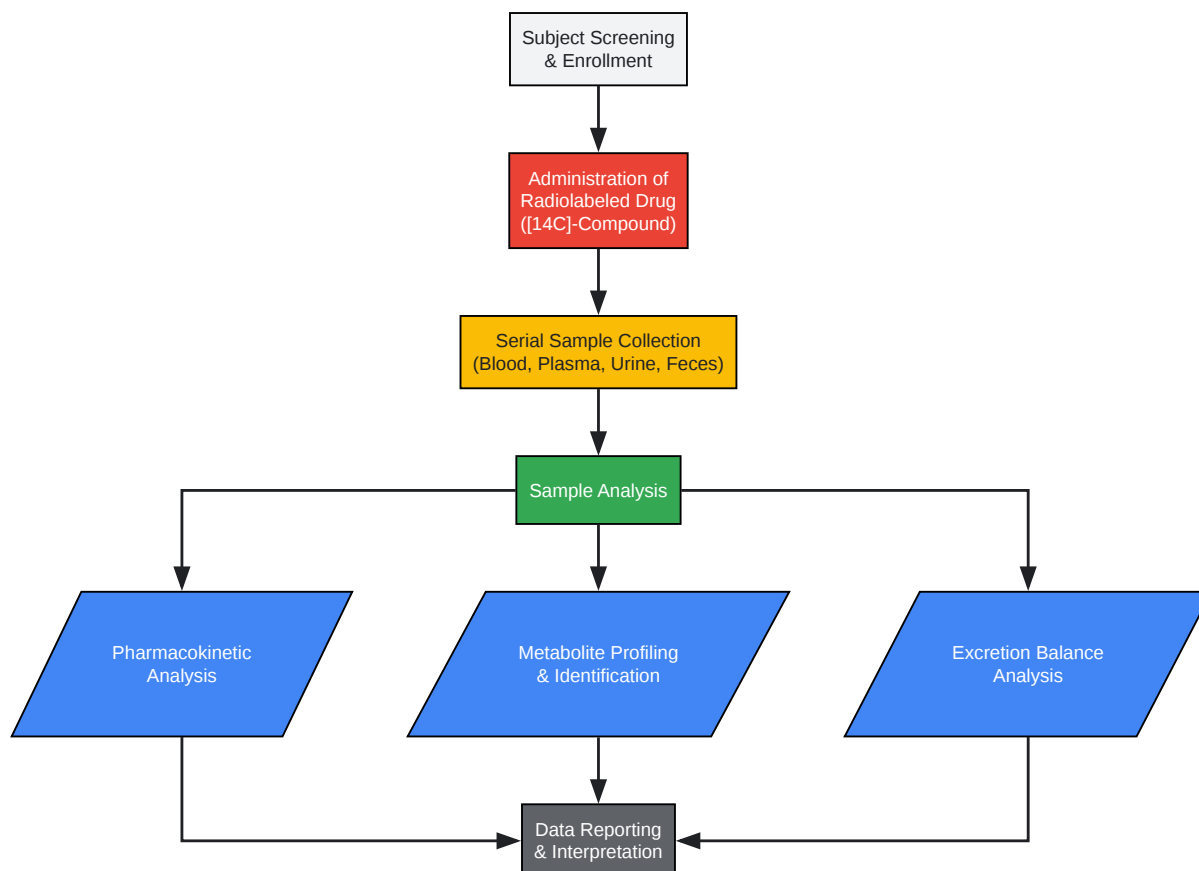 Subject Screening
& Enrollment
Administration of
Radiolabeled Drug
([14C]-Compound)
Serial Sample Collection
(Blood, Plasma, Urine, Feces)
Sample Analysis
Pharmacokinetic
Analysis
Metabolite Profiling
& Identification
Excretion Balance
Analysis
Data Reporting
& Interpretation